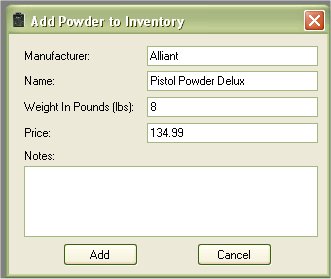 Add Powder to Inventory
Manufacturer: Alliant
Name: Pistol Powder Delux
Weight In Pounds (lbs): 8
Price: 134.99
Notes:
Add Cancel